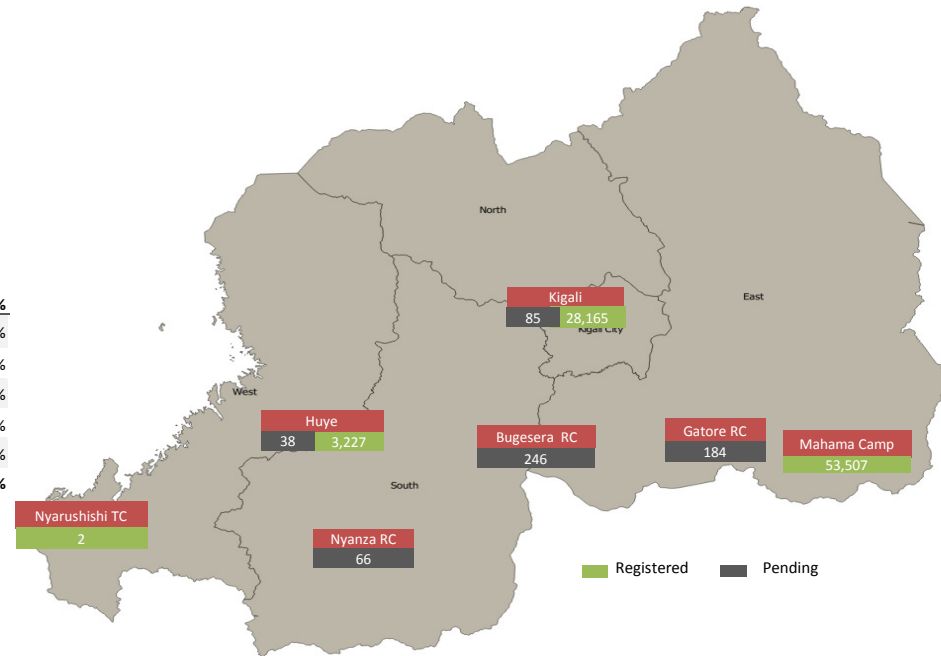 North
%
East
Kigali
85 28,165
Kigali City
%
%
West
%
Huye
38 3,227
%
Bugesera RC
246
Gatore RC
184
Mahama Camp
53,507
%
%
South
Nyarushishi TC
2
Nyanza RC
66
Registered Pending